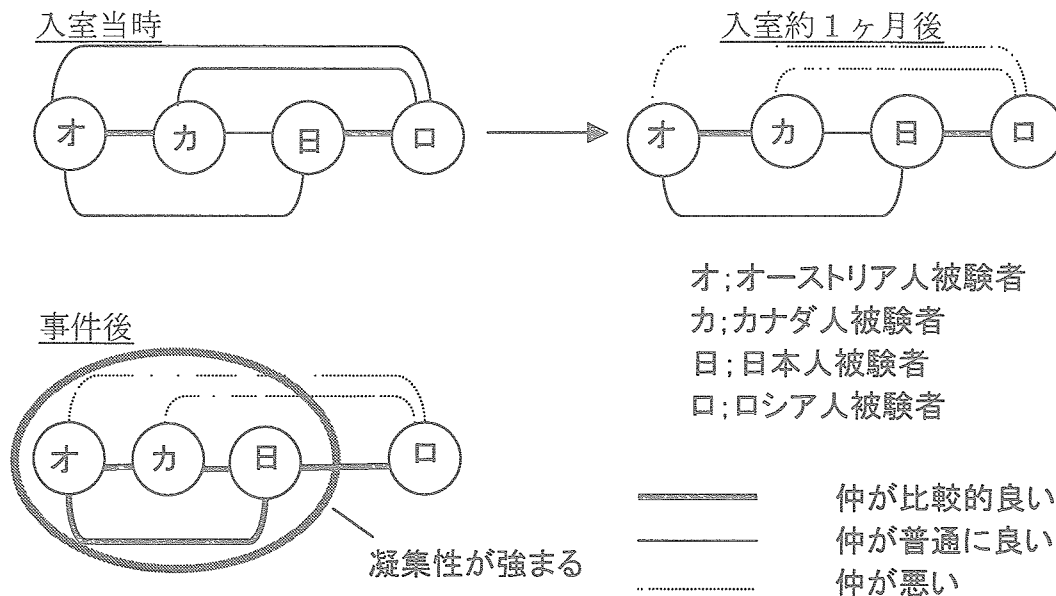 入室当時
オ カ 日 ロ
入室約1ヶ月後
オ カ 日 ロ
オ;オーストリア人被験者
カ;カナダ人被験者
日;日本人被験者
ロ;ロシア人被験者
事件後
オ カ 日 ロ
凝集性が強まる
仲が比較的良い
仲が普通に良い
仲が悪い